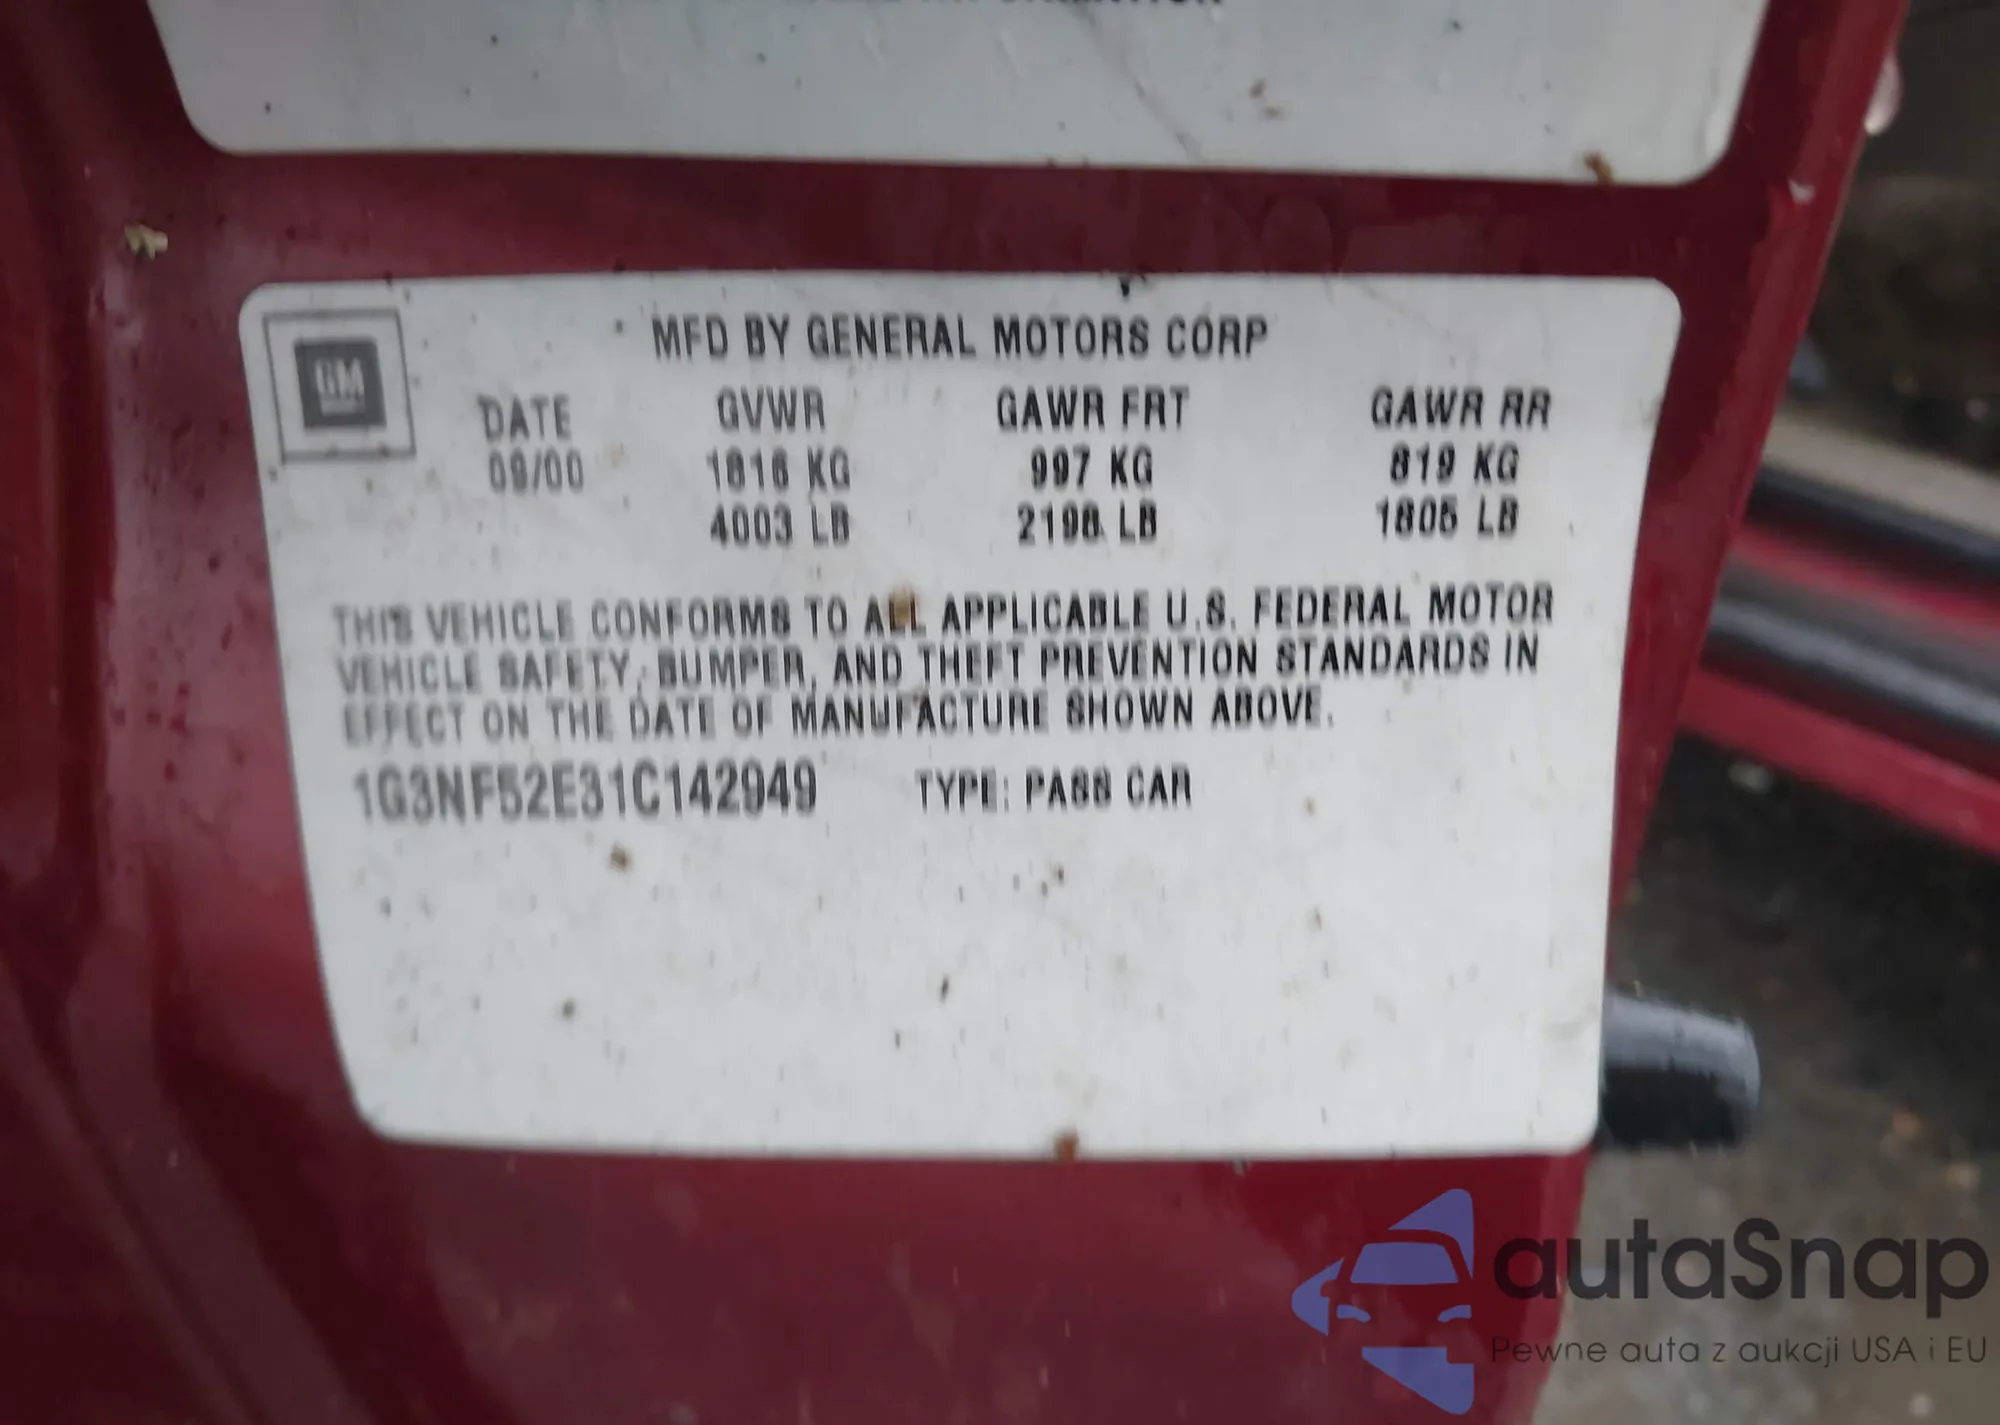 INFORMATION
GM
MFD BY GENERAL MOTORS CORP
DATE GVWR GAWR FRT GAWR RR
09/00 1816 KG 997 KG 819 KG
4003 LB 2198 LB 1805 LB
THIS VEHICLE CONFORMS TO ALL APPLICABLE U.S. FEDERAL MOTOR
VEHICLE SAFETY, BUMPER, AND THEFT PREVENTION STANDARDS IN
EFFECT ON THE DATE OF MANUFACTURE SHOWN ABOVE.
1G3NF52E31C142949 TYPE: PASS CAR
autaSnap
Pewne auta z aukcji USA i EU